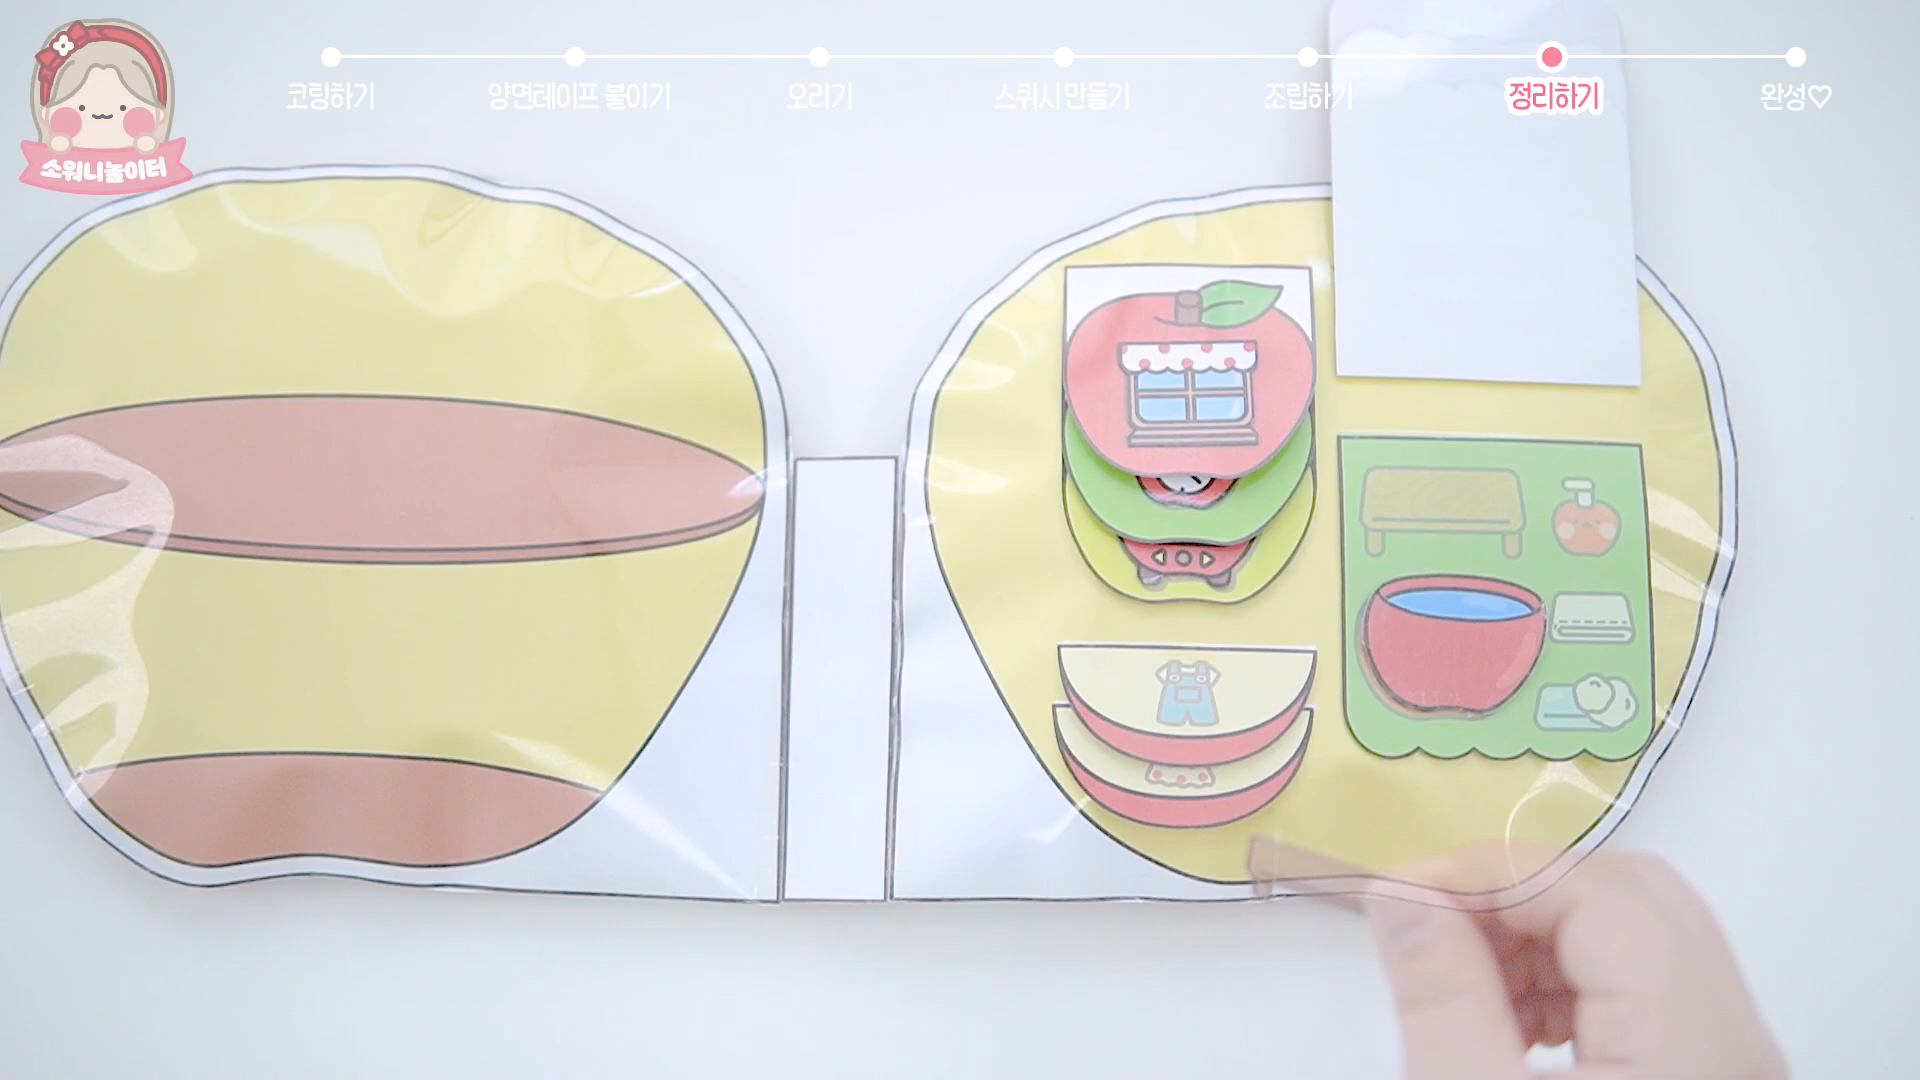 코팅하기
양면테이프 붙이기
오리기
스퀴시 만들기
조립하기
정리하기
완성♡
소워니놀이터